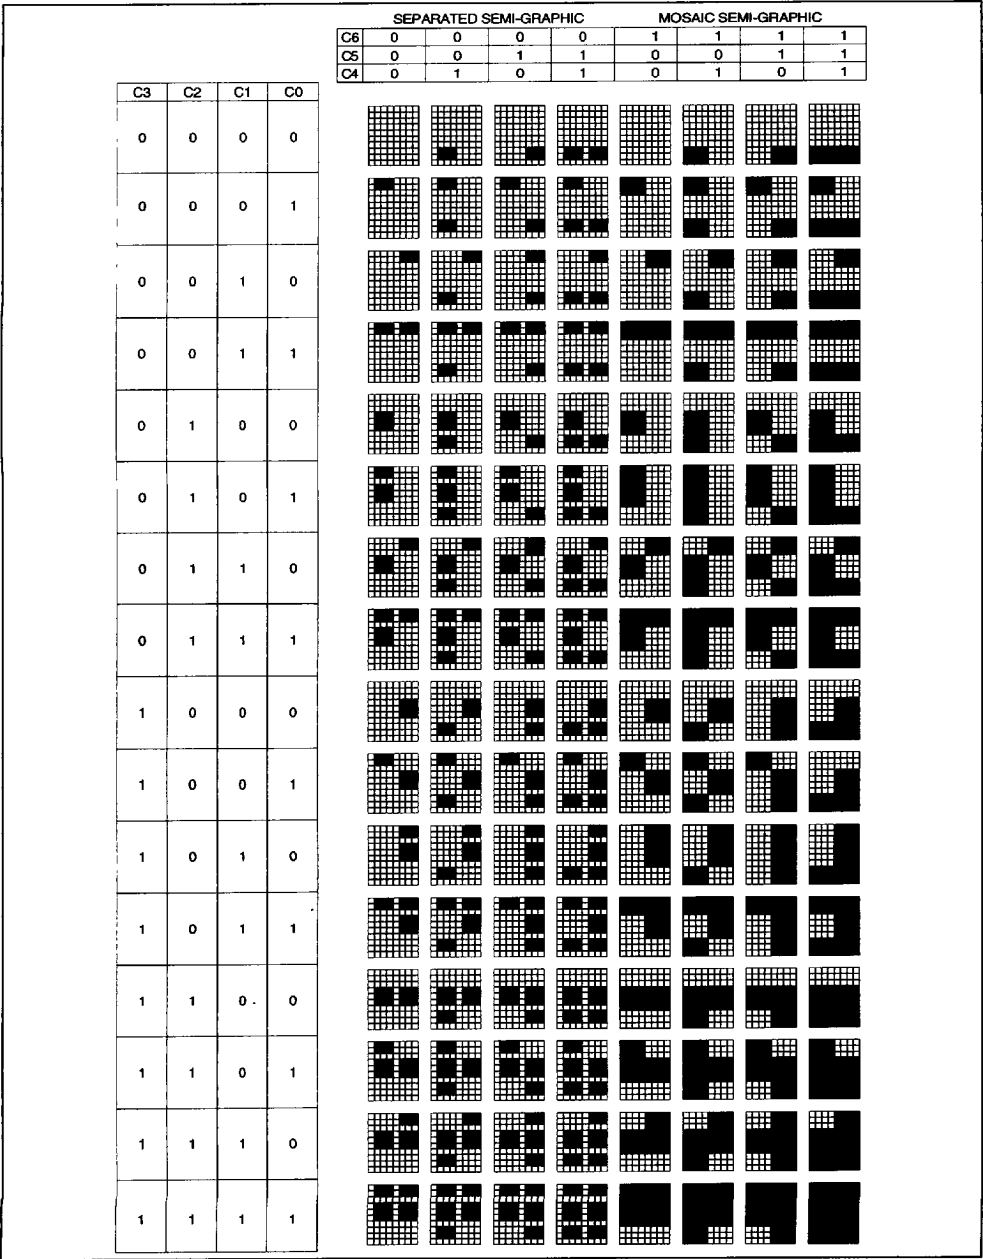 SEPARATED SEMI-GRAPHIC MOSAIC SEMI-GRAPHIC
C6 0 0 0 0 1 1 1 1
C5 0 0 1 1 0 0 1 1
C4 0 1 0 1 0 1 0 1
C3 C2 C1 C0
0 0 0 0
0 0 0 1
0 0 1 0
0 0 1 1
0 1 0 0
0 1 0 1
0 1 1 0
0 1 1 1
1 0 0 0
1 0 0 1
1 0 1 0
1 0 1 1
1 1 0 0
1 1 0 1
1 1 1 0
1 1 1 1